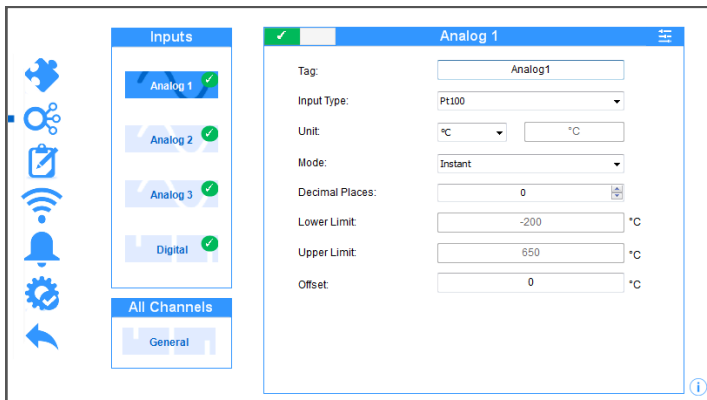 Inputs
Analog 1
Analog 2
Analog 3
Digital
All Channels
General
Analog 1
Tag: Analog1
Input Type: Pt100
Unit: ºC °C
Mode: Instant
Decimal Places: 0
Lower Limit: -200 °C
Upper Limit: 650 °C
Offset: 0 °C